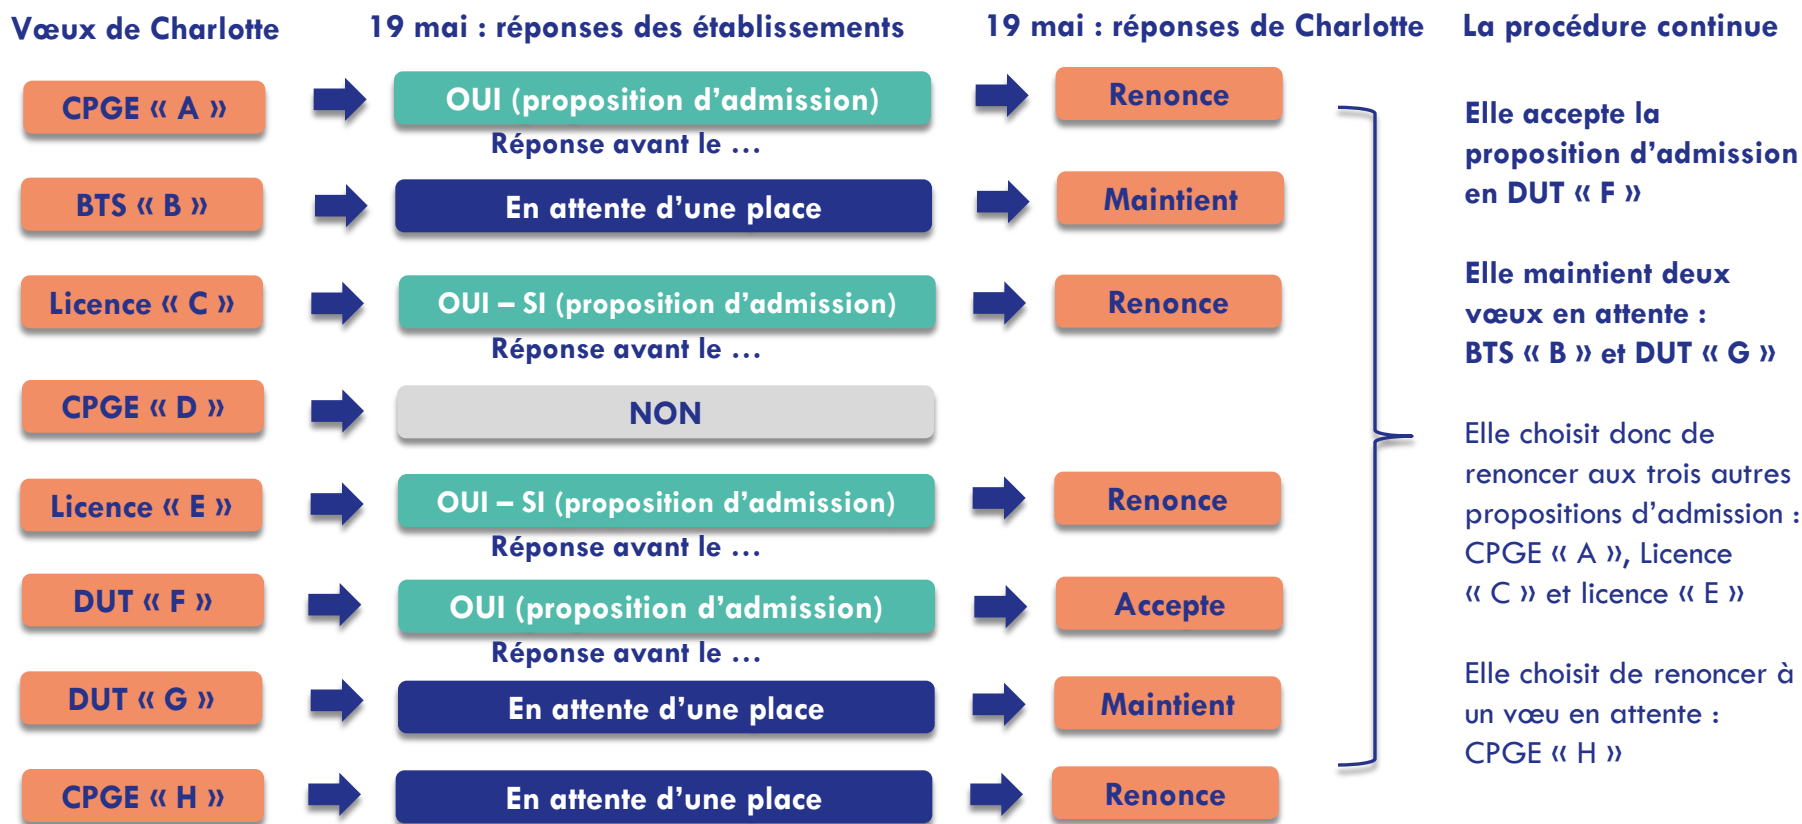 Vœux de Charlotte
19 mai : réponses des établissements
19 mai : réponses de Charlotte
La procédure continue
CPGE « A »
OUI (proposition d’admission)
Renonce
Réponse avant le …
BTS « B »
En attente d’une place
Maintient
Licence « C »
OUI – SI (proposition d’admission)
Renonce
Réponse avant le …
CPGE « D »
NON
Licence « E »
OUI – SI (proposition d’admission)
Renonce
Réponse avant le …
DUT « F »
OUI (proposition d’admission)
Accepte
Réponse avant le …
DUT « G »
En attente d’une place
Maintient
CPGE « H »
En attente d’une place
Renonce
Elle accepte la
proposition d’admission
en DUT « F »
Elle maintient deux
vœux en attente :
BTS « B » et DUT « G »
Elle choisit donc de
renoncer aux trois autres
propositions d’admission :
CPGE « A », Licence
« C » et licence « E »
Elle choisit de renoncer à
un vœu en attente :
CPGE « H »